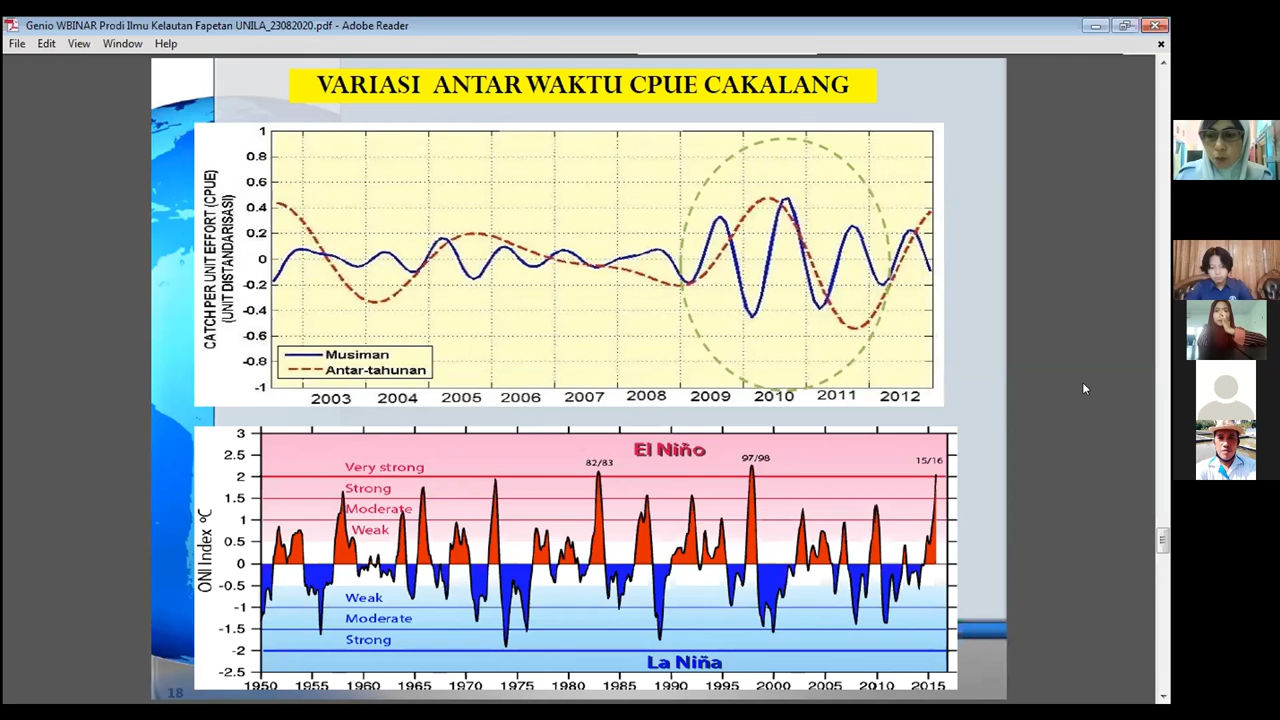 Genio WBINAR Prodi Ilmu Kelautan Fapetan UNILA_23082020.pdf - Adobe Reader
File Edit View Window Help
VARIASI ANTAR WAKTU CPUE CAKALANG
CATCH PER UNIT EFFORT (CPUE)
(UNIT DISTANDARISASI)
1
0.8
0.6
0.4
0.2
0
-0.2
-0.4
-0.6
-0.8
-1
Musiman
Antar-tahunan
2003 2004 2005 2006 2007 2008 2009 2010 2011 2012
ONI Index °C
3
2.5
2
1.5
1
0.5
0
-0.5
-1
-1.5
-2
-2.5
El Niño
82/83 97/98 15/16
Very strong
Strong
Moderate
Weak
Weak
Moderate
Strong
La Niña
1950 1955 1960 1965 1970 1975 1980 1985 1990 1995 2000 2005 2010 2015
18